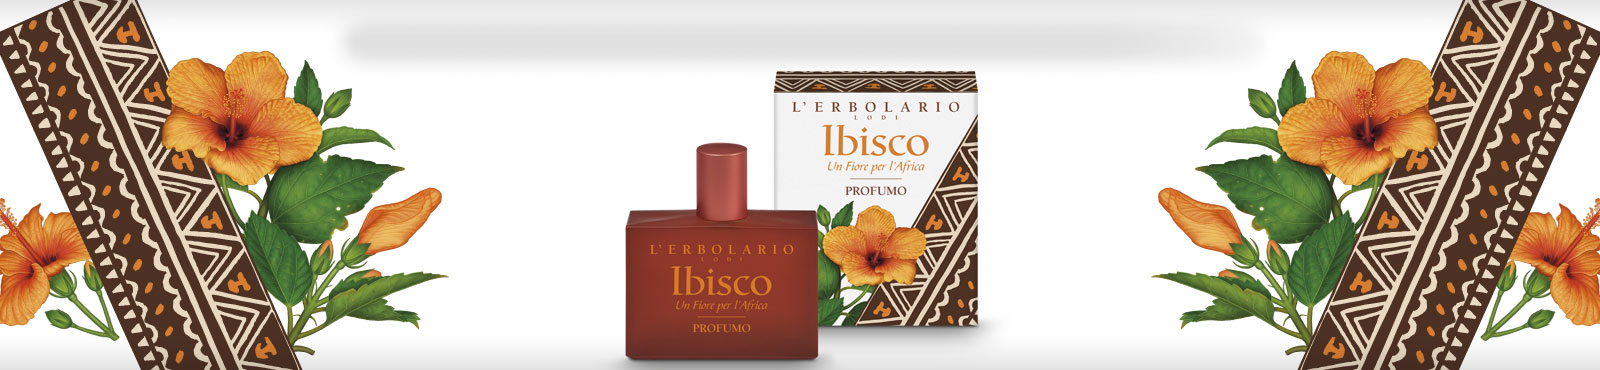 L'ERBOLARIO
LODI
Ibisco
Un Fiore per l'Africa
PROFUMO
L'ERBOLARIO
LODI
Ibisco
Un Fiore per l'Africa
PROFUMO